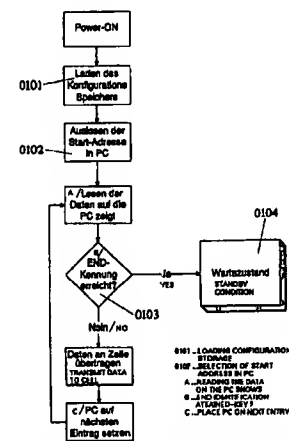 Power-ON
0101
Laden des
Konfigurations
Speichers
0102
Auslosen der
Start-Adresse
in PC
A /Lesen der
Daten auf die
PC zeigt
B/
END-
Kennung
erreicht?
Ja
YES
0104
Wartezustand
STANDBY
CONDITION
0103
Nein/NO
Daten an Zelle
übertragen
TRANSMIT DATA
TO CELL
C/PC auf
nächsten
Eintrag setzen
0101...LOADING CONFIGURATION
STORAGE
0102...SELECTION OF START
ADDRESS IN PC
A...READING THE DATA
ON THE PC SHOWS
B...END IDENTIFICATION
ATTAINED-KEY?
C...PLACE PC ON NEXT ENTRY